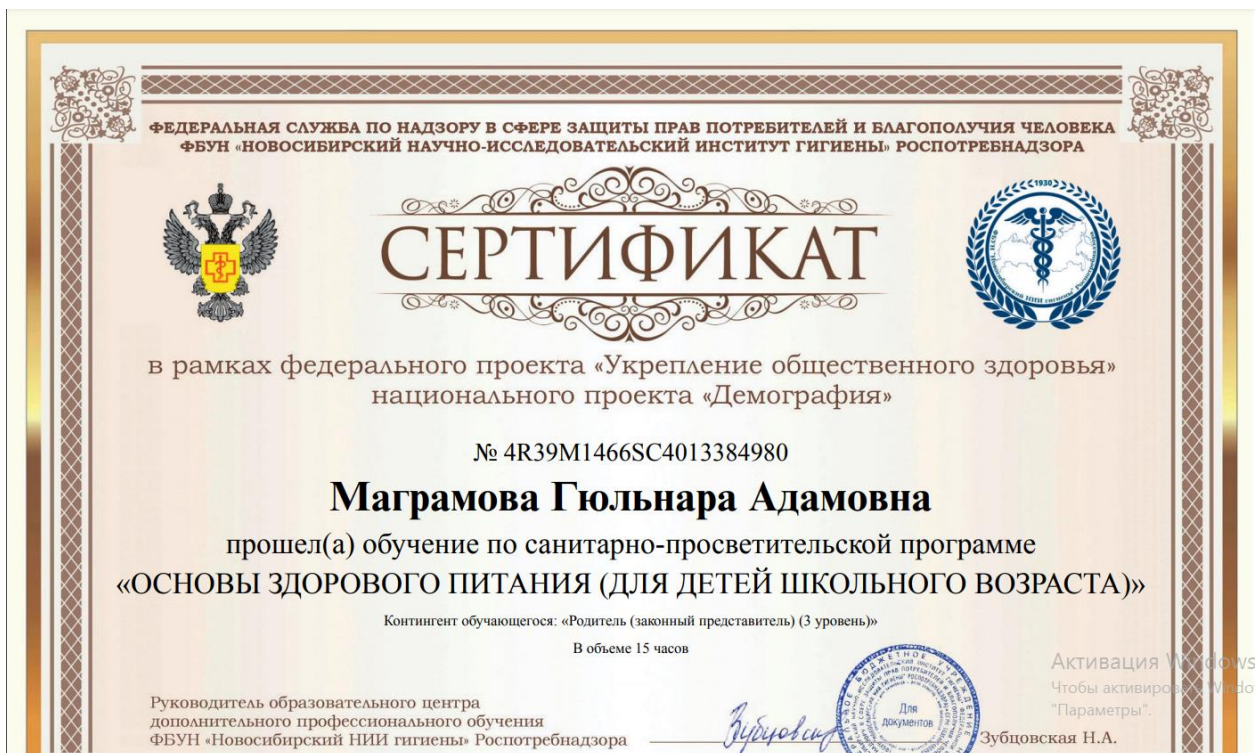 ФЕДЕРАЛЬНАЯ СЛУЖБА ПО НАДЗОРУ В СФЕРЕ ЗАЩИТЫ ПРАВ ПОТРЕБИТЕЛЕЙ И БЛАГОПОЛУЧИЯ ЧЕЛОВЕКА
ФБУН «НОВОСИБИРСКИЙ НАУЧНО-ИССЛЕДОВАТЕЛЬСКИЙ ИНСТИТУТ ГИГИЕНЫ» РОСПОТРЕБНАДЗОРА
1930
СЕРТИФИКАТ
в рамках федерального проекта «Укрепление общественного здоровья»
национального проекта «Демография»
№ 4R39M1466SC4013384980
Маграмова Гюльнара Адамовна
прошел(а) обучение по санитарно-просветительской программе
«ОСНОВЫ ЗДОРОВОГО ПИТАНИЯ (ДЛЯ ДЕТЕЙ ШКОЛЬНОГО ВОЗРАСТА)»
Контингент обучающегося: «Родитель (законный представитель) (3 уровень)»
В объеме 15 часов
Руководитель образовательного центра
дополнительного профессионального обучения
ФБУН «Новосибирский НИИ гигиены» Роспотребнадзора
Для
документов
Зубцовская Н.А.
Активация Windows
Чтобы активировать Windo
"Параметры".